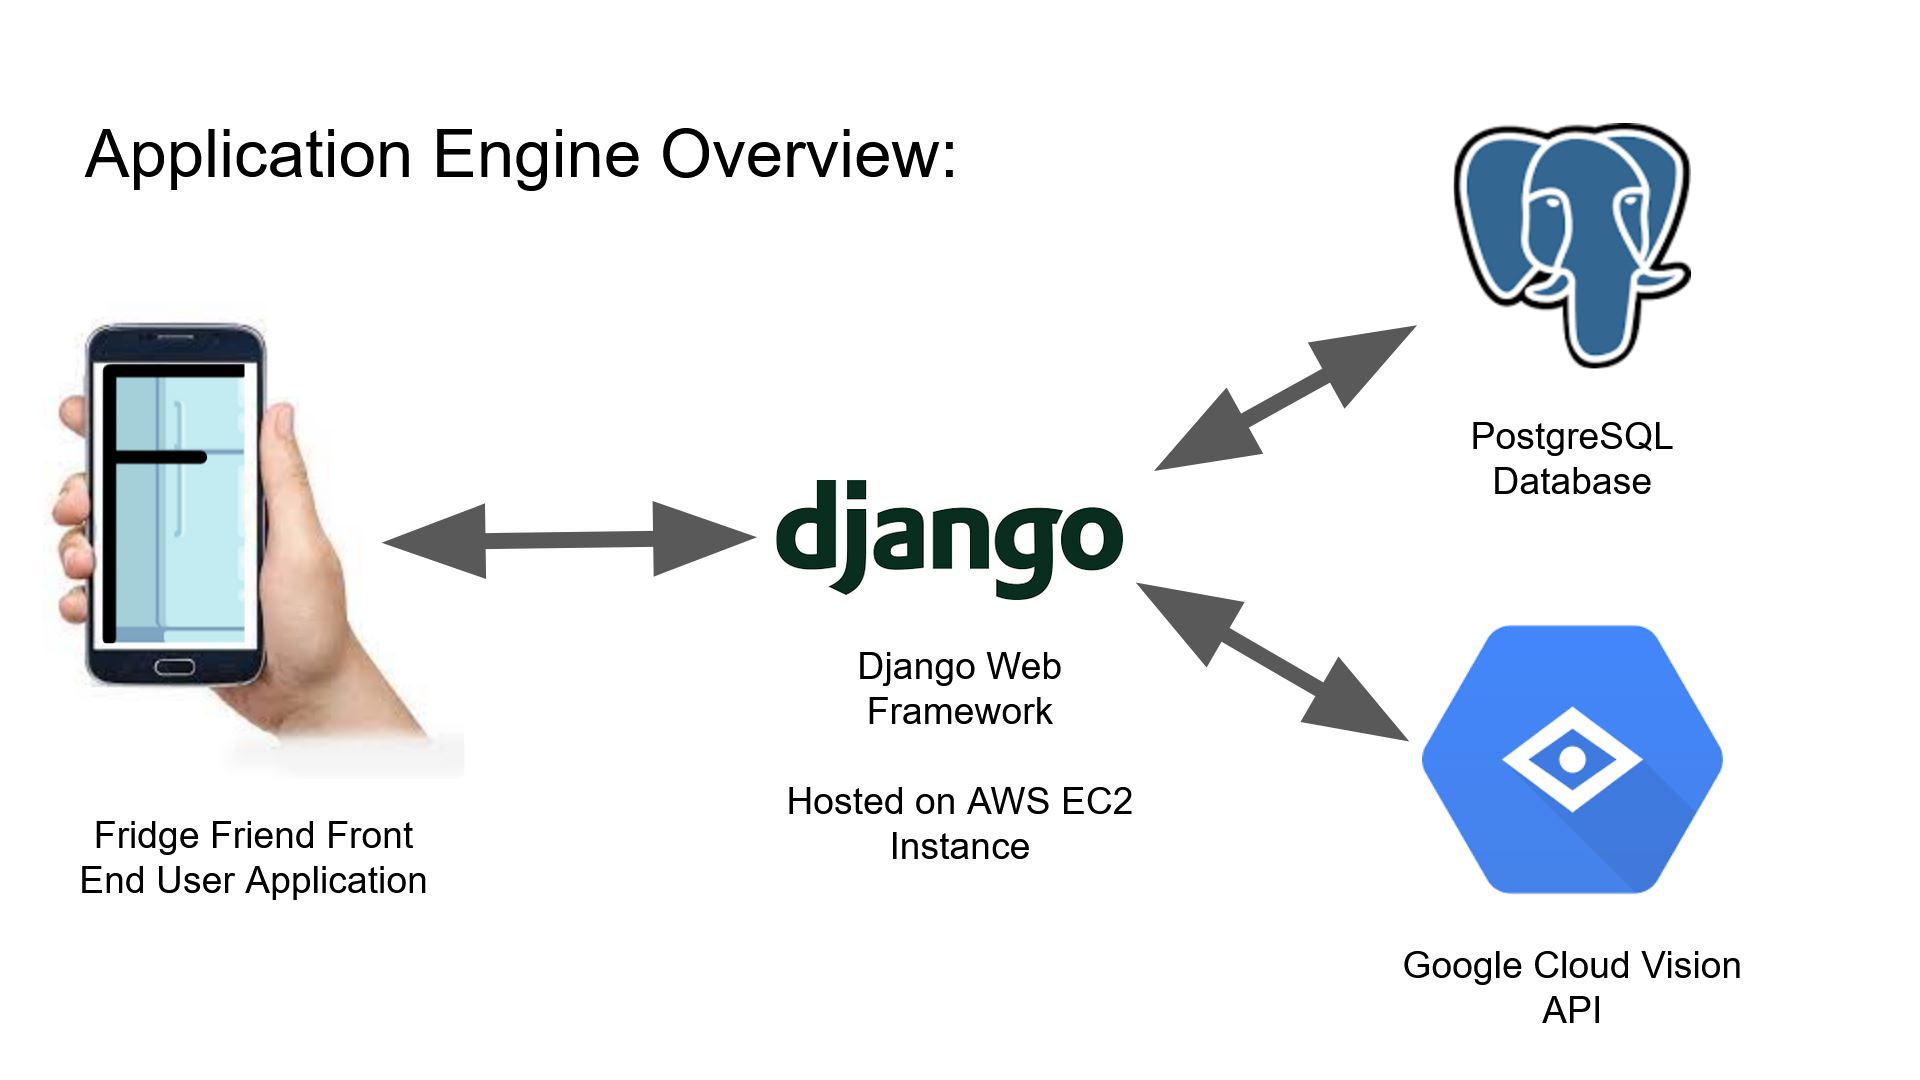 Application Engine Overview:
PostgreSQL
Database
django
Django Web
Framework
Hosted on AWS EC2
Instance
Fridge Friend Front
End User Application
Google Cloud Vision
API